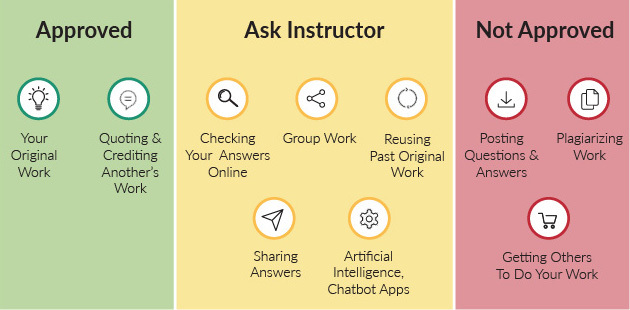 Approved
Your
Original
Work
Quoting &
Crediting
Another's
Work
Ask Instructor
Checking
Your Answers
Online
Group Work
Reusing
Past Original
Work
Sharing
Answers
Artificial
Intelligence,
Chatbot Apps
Not Approved
Posting
Questions &
Answers
Plagiarizing
Work
Getting Others
To Do Your Work